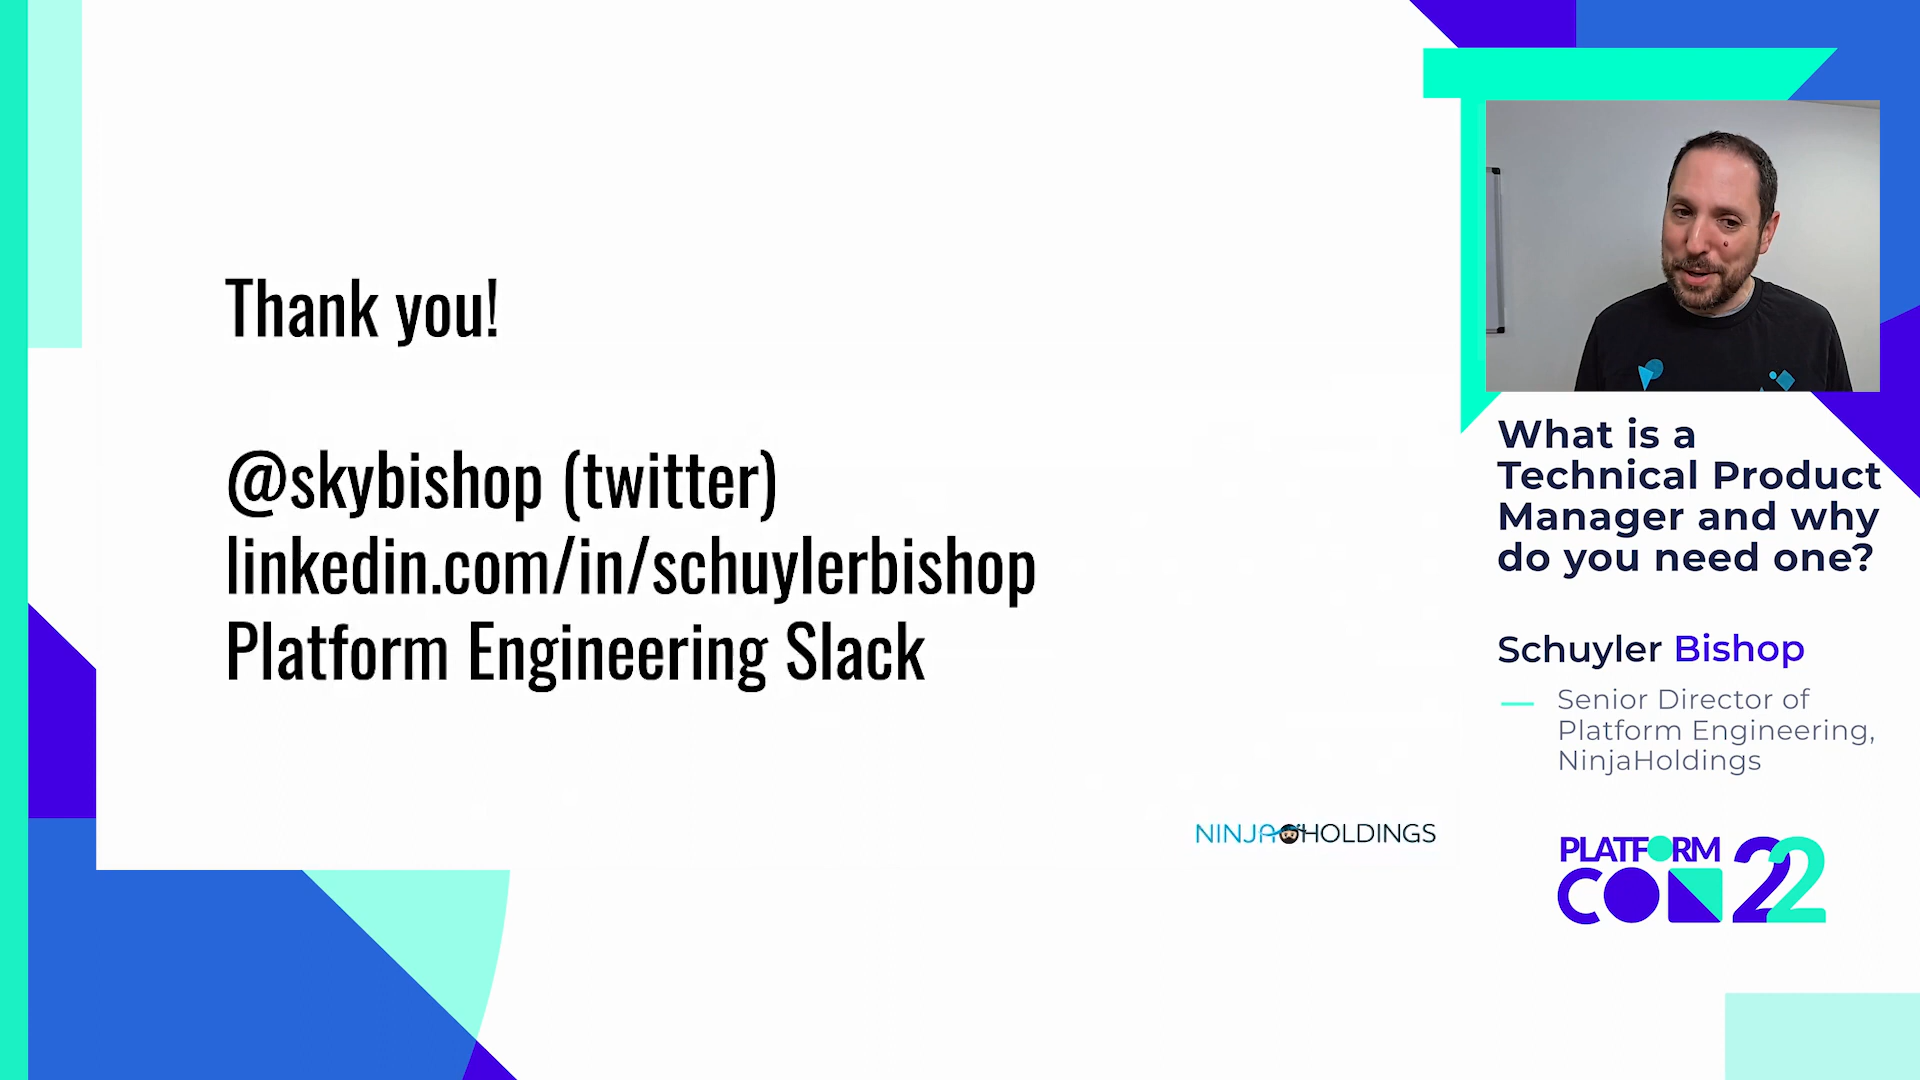 Thank you!
@skybishop (twitter)
linkedin.com/in/schuylerbishop
Platform Engineering Slack
NINJA HOLDINGS
What is a
Technical Product
Manager and why
do you need one?
Schuyler Bishop
Senior Director of
Platform Engineering,
NinjaHoldings
PLATFORM
CON 22